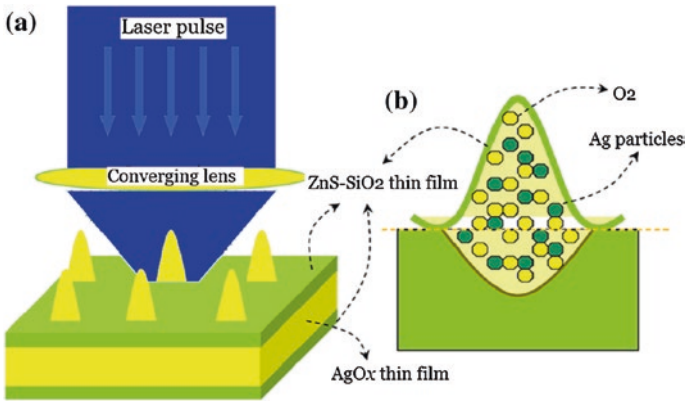 (a)
Laser pulse
Converging lens
ZnS-SiO2 thin film
AgOx thin film
(b)
O2
Ag particles